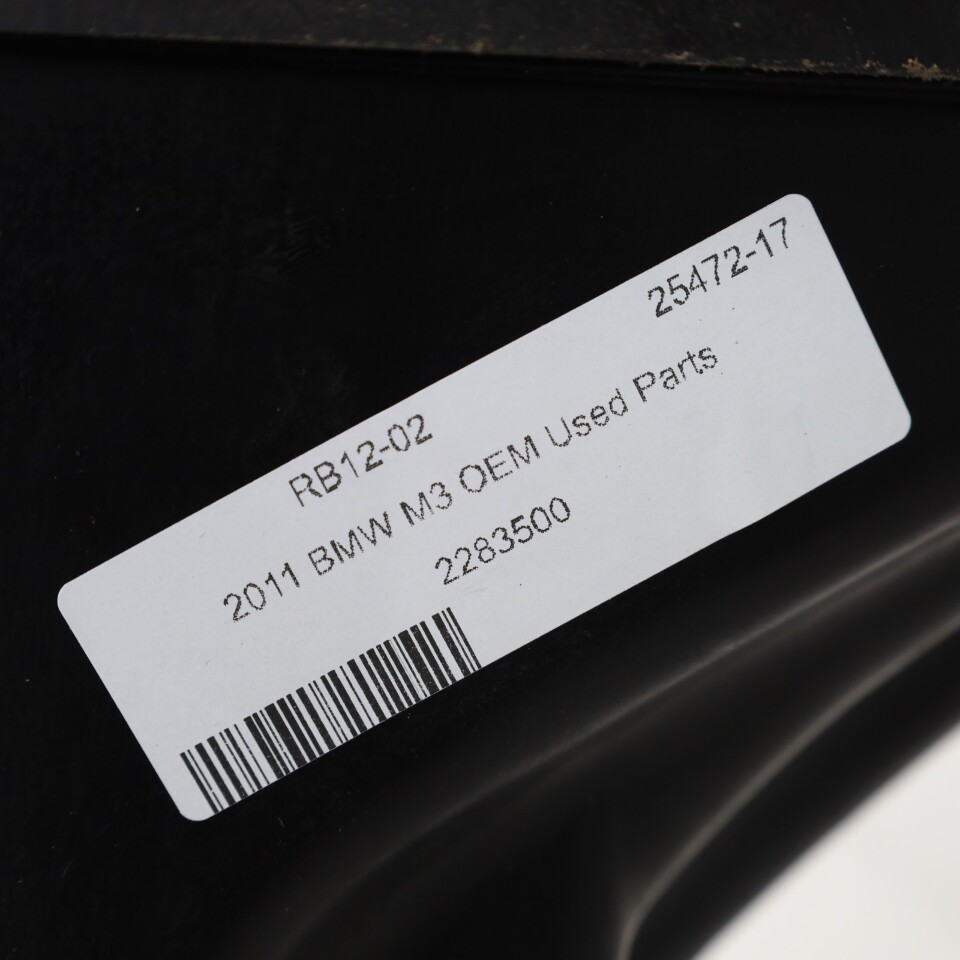 RB12-02 25472-17
2011 BMW M3 OEM Used Parts
2283500